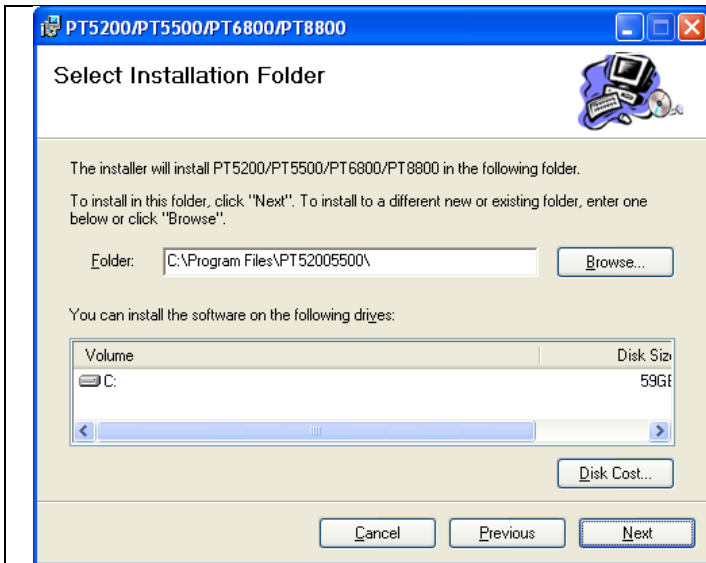 PT5200/PT5500/PT6800/PT8800
Select Installation Folder
The installer will install PT5200/PT5500/PT6800/PT8800 in the following folder.
To install in this folder, click "Next". To install to a different new or existing folder, enter one
below or click "Browse".
Folder: C:\Program Files\PT52005500\ Browse...
You can install the software on the following drives:
Volume Disk Size
C: 59GB
Disk Cost...
Cancel Previous Next